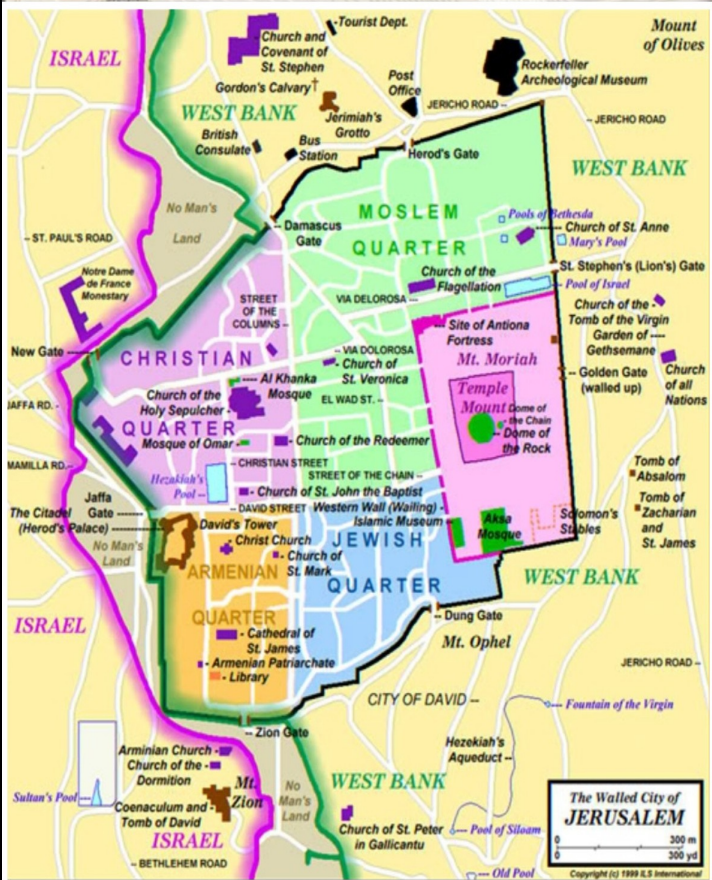 Tourist Dept.
Mount
of Olives
ISRAEL
Church and
Covenant of
St. Stephen
Rockerfeller
Archeological Museum
Gordon's Calvary
Post
Office
JERICHO ROAD
WEST BANK
Jerimiah's
Grotto
JERICHO ROAD
British
Consulate
Bus
Station
Herod's Gate
WEST BANK
No Man's
Land
MOSLEM
QUARTER
Pools of Bethesda
Church of St. Anne
Mary's Pool
Damascus
Gate
ST. PAUL'S ROAD
St. Stephen's (Lion's) Gate
Notre Dame
de France
Monestary
Church of the
Flagellation
Pool of Israel
STREET
OF THE
COLUMNS
VIA DELOROSA
Church of the
Tomb of the Virgin
Site of Antiona
Fortress
Garden of
Gethsemane
New Gate
CHRISTIAN
QUARTER
VIA DOLOROSA
Mt. Moriah
Church of
St. Veronica
Golden Gate
(walled up)
Church
of all
Nations
Al Khanka
Mosque
Temple
Mount
JAFFA RD.
Church of the
Holy Sepulcher
EL WAD ST.
Dome of
the Chain
Dome of
the Rock
Mosque of Omar
Church of the Redeemer
MAMILLA RD.
CHRISTIAN STREET
Tomb of
Absalom
Hezakiah's
Pool
STREET OF THE CHAIN
Jaffa
Gate
Church of St. John the Baptist
Tomb of
Zacharian
and
St. James
The Citadel
(Herod's Palace)
DAVID STREET
Western Wall (Wailing)
Islamic Museum
Aksa
Mosque
Solomon's
Stables
David's Tower
No Man's
Land
Christ Church
JEWISH
QUARTER
Church of
St. Mark
ARMENIAN
QUARTER
WEST BANK
ISRAEL
Dung Gate
Cathedral of
St. James
Mt. Ophel
Armenian Patriarchate
Library
JERICHO ROAD
CITY OF DAVID
Fountain of the Virgin
Zion Gate
Hezekiah's
Aqueduct
Arminian Church
Church of the
Dormition
Mt.
Zion
No
Man's
Land
WEST BANK
Sultan's Pool
Coenaculum and
Tomb of David
The Walled City of
JERUSALEM
ISRAEL
Church of St. Peter
in Gallicantu
Pool of Siloam
0 300 m
0 300 yd
BETHLEHEM ROAD
Old Pool
Copyright (c) 1999 ILS International